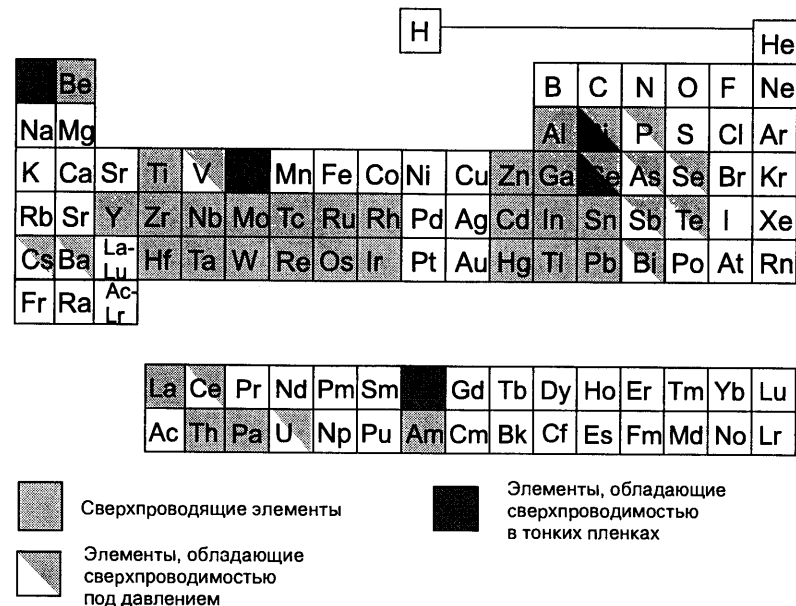 H
He
Be B C N O F Ne
Na Mg Al P S Cl Ar
K Ca Sr Ti V Mn Fe Co Ni Cu Zn Ga As Se Br Kr
Rb Sr Y Zr Nb Mo Tc Ru Rh Pd Ag Cd In Sn Sb Te I Xe
Cs Ba La-Lu Hf Ta W Re Os Ir Pt Au Hg Tl Pb Bi Po At Rn
Fr Ra Ac-Lr
La Ce Pr Nd Pm Sm Gd Tb Dy Ho Er Tm Yb Lu
Ac Th Pa U Np Pu Am Cm Bk Cf Es Fm Md No Lr
Сверхпроводящие элементы
Элементы, обладающие
сверхпроводимостью
под давлением
Элементы, обладающие
сверхпроводимостью
в тонких пленках